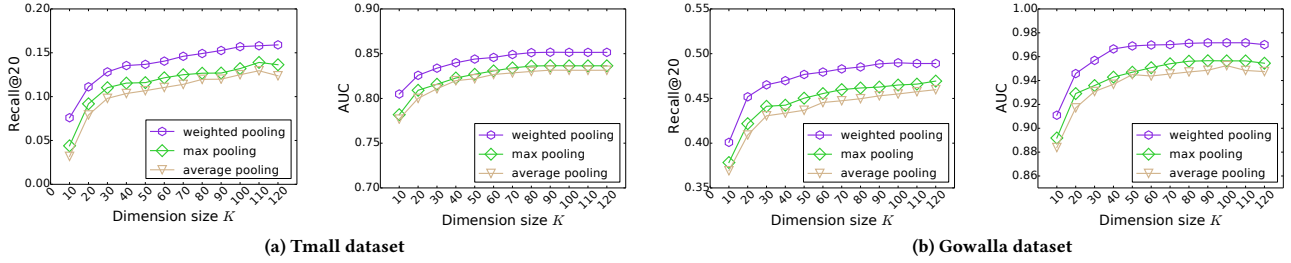 0.20
0.15
0.10
0.05
0.00
Recall@20
weighted pooling
max pooling
average pooling
0 10 20 30 40 50 60 70 80 90 100 110 120
Dimension size K
0.90
0.85
0.80
0.75
0.70
AUC
weighted pooling
max pooling
average pooling
10 20 30 40 50 60 70 80 90 100 110 120
Dimension size K
(a) Tmall dataset
0.55
0.50
0.45
0.40
0.35
Recall@20
weighted pooling
max pooling
average pooling
10 20 30 40 50 60 70 80 90 100 110 120
Dimension size K
1.00
0.98
0.96
0.94
0.92
0.90
0.88
0.86
AUC
weighted pooling
max pooling
average pooling
10 20 30 40 50 60 70 80 90 100 110 120
Dimension size K
(b) Gowalla dataset